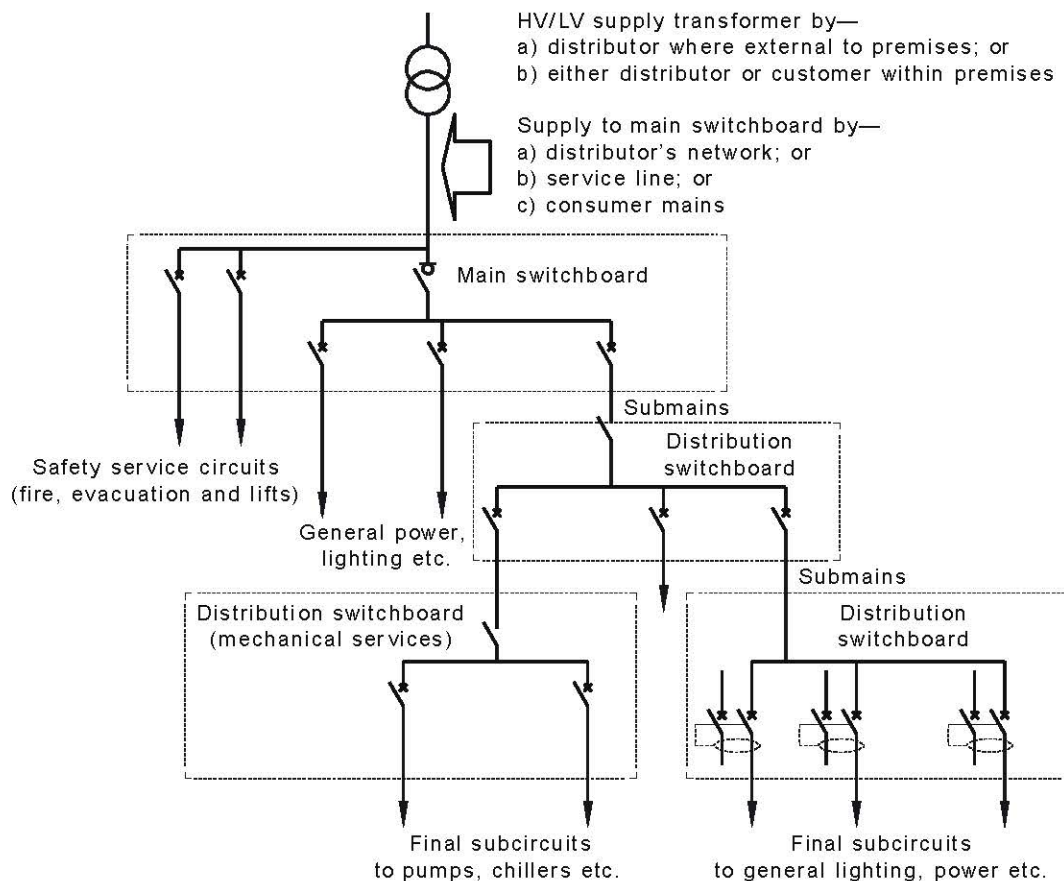 HV/LV supply transformer by—
a) distributor where external to premises; or
b) either distributor or customer within premises
Supply to main switchboard by—
a) distributor's network; or
b) service line; or
c) consumer mains
Main switchboard
Submains
Distribution
switchboard
Safety service circuits
(fire, evacuation and lifts)
General power,
lighting etc.
Submains
Distribution switchboard
(mechanical services)
Distribution
switchboard
Final subcircuits
to pumps, chillers etc.
Final subcircuits
to general lighting, power etc.